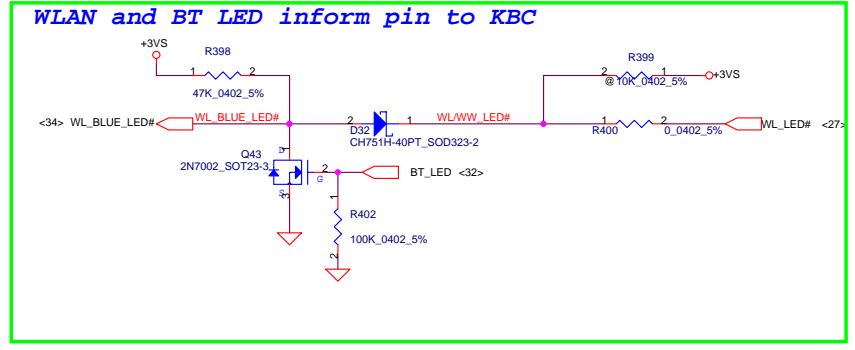 WLAN and BT LED inform pin to KBC
+3VS
R398
1 2
47K_0402_5%
R399
2 1
@10K_0402_5%
+3VS
<34> WL_BLUE_LED#
WL_BLUE_LED#
2 1
D32
CH751H-40PT_SOD323-2
WL/WW_LED#
1 2
R400
0_0402_5%
WL_LED# <27>
Q43
2N7002_SOT23-3
D
1
2
G
S
3
BT_LED <32>
1
R402
100K_0402_5%
2